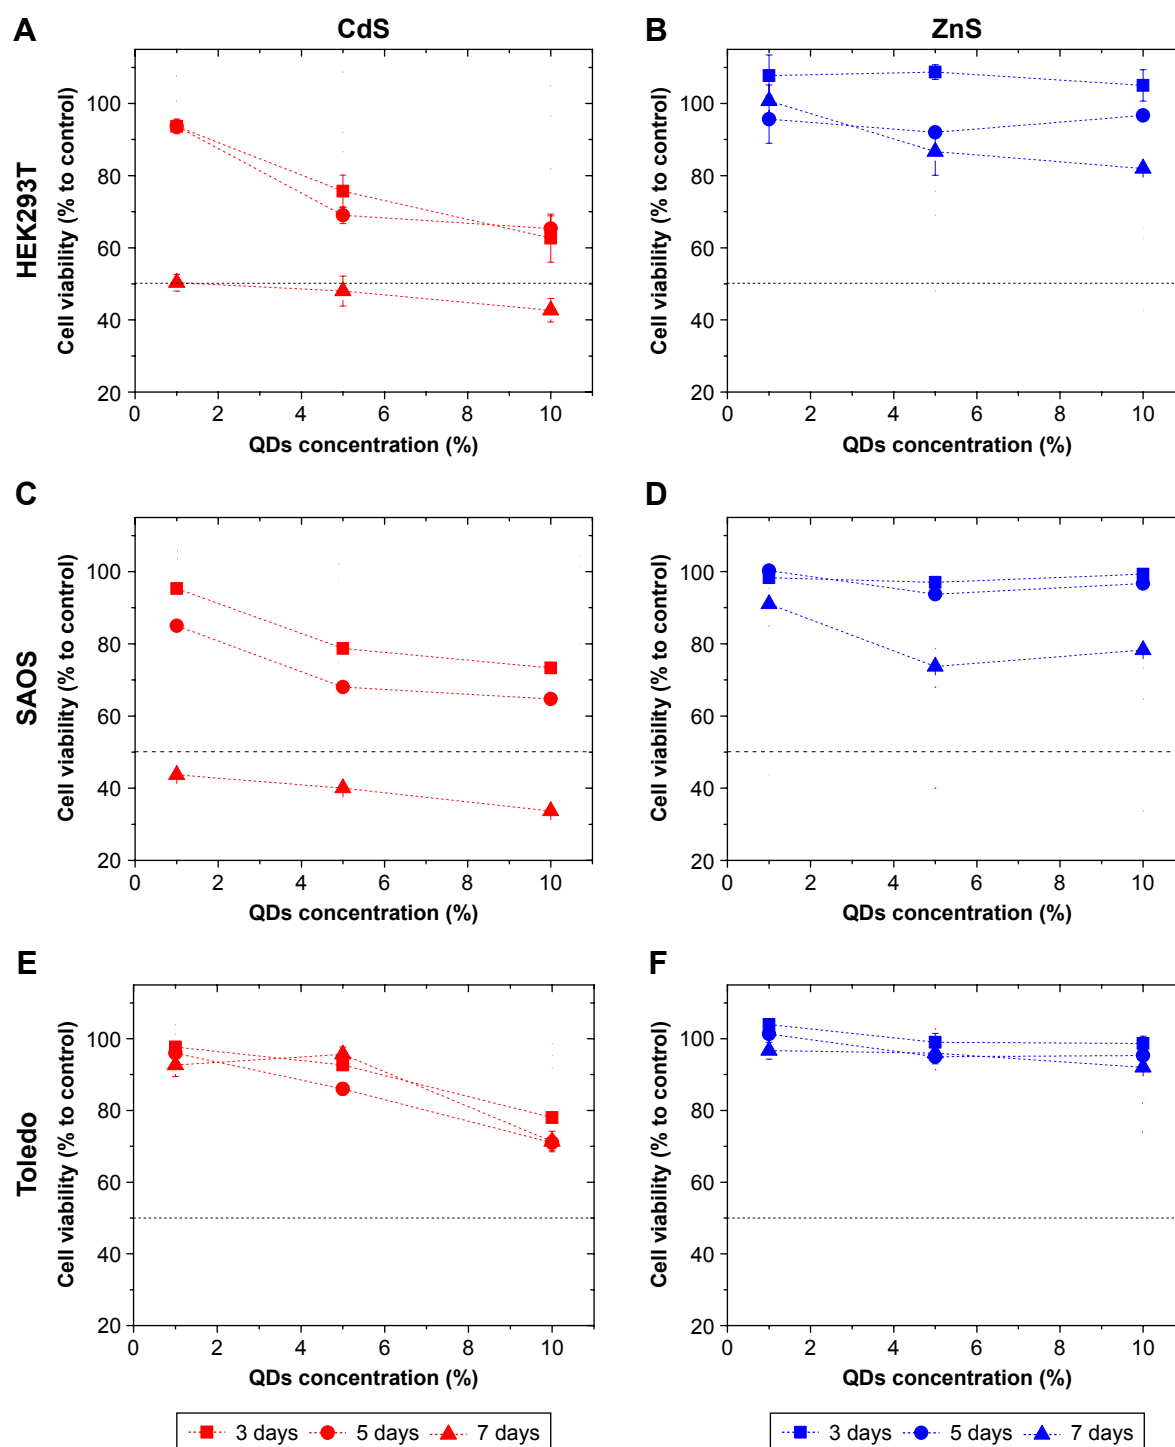 A CdS B ZnS
HEK293T
Cell viability (% to control)
100
80
60
40
20
0 2 4 6 8 10
QDs concentration (%)
Cell viability (% to control)
100
80
60
40
20
0 2 4 6 8 10
QDs concentration (%)
C D
SAOS
Cell viability (% to control)
100
80
60
40
20
0 2 4 6 8 10
QDs concentration (%)
Cell viability (% to control)
100
80
60
40
20
0 2 4 6 8 10
QDs concentration (%)
E F
Toledo
Cell viability (% to control)
100
80
60
40
20
0 2 4 6 8 10
QDs concentration (%)
Cell viability (% to control)
100
80
60
40
20
0 2 4 6 8 10
QDs concentration (%)
3 days 5 days 7 days
3 days 5 days 7 days